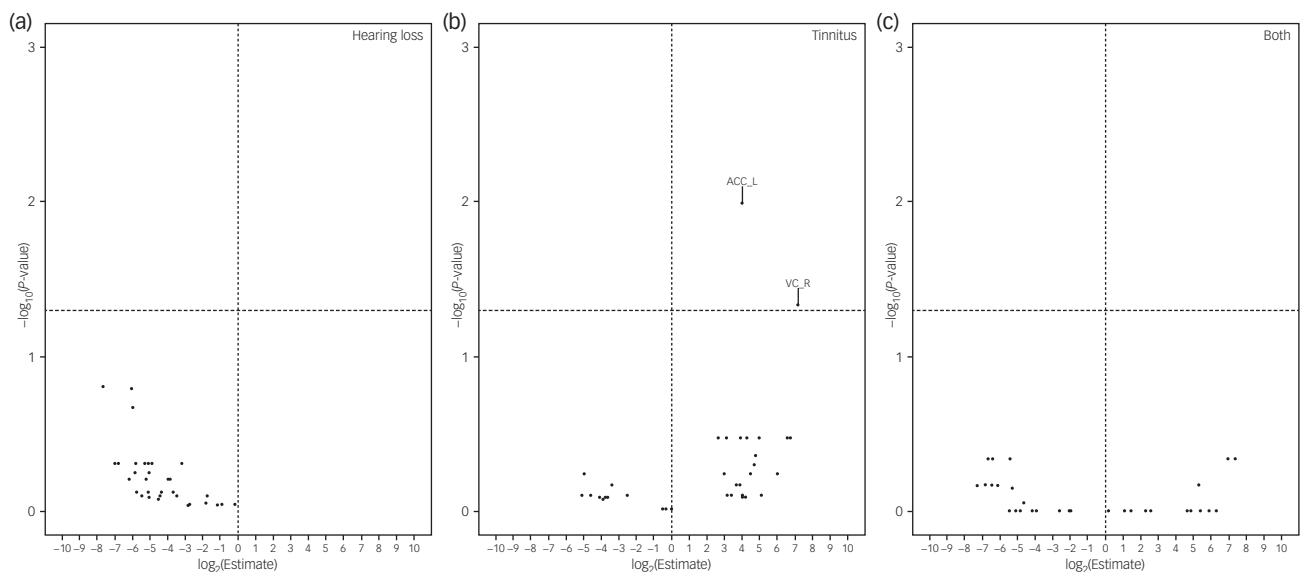 (a)
Hearing loss
3
2
1
0
−log10(P-value)
−10 −9 −8 −7 −6 −5 −4 −3 −2 −1 0 1 2 3 4 5 6 7 8 9 10
log2(Estimate)
(b)
Tinnitus
3
ACC_L
2
VC_R
1
0
−log10(P-value)
−10 −9 −8 −7 −6 −5 −4 −3 −2 −1 0 1 2 3 4 5 6 7 8 9 10
log2(Estimate)
(c)
Both
3
2
1
0
−log10(P-value)
−10 −9 −8 −7 −6 −5 −4 −3 −2 −1 0 1 2 3 4 5 6 7 8 9 10
log2(Estimate)